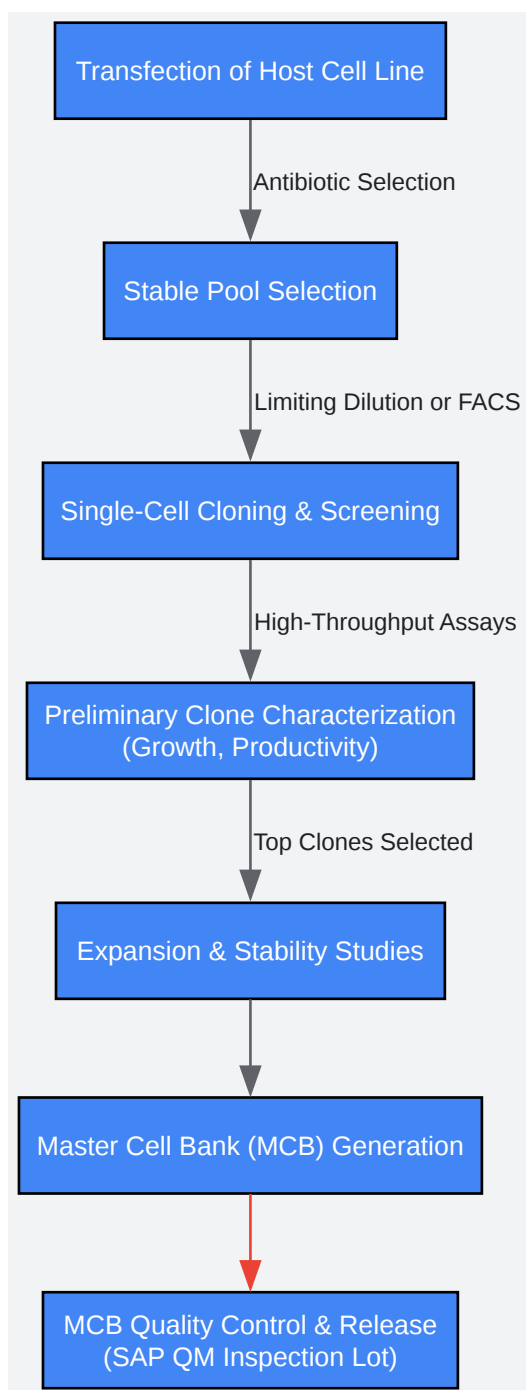 Transfection of Host Cell Line
Antibiotic Selection
Stable Pool Selection
Limiting Dilution or FACS
Single-Cell Cloning & Screening
High-Throughput Assays
Preliminary Clone Characterization
(Growth, Productivity)
Top Clones Selected
Expansion & Stability Studies
Master Cell Bank (MCB) Generation
MCB Quality Control & Release
(SAP QM Inspection Lot)